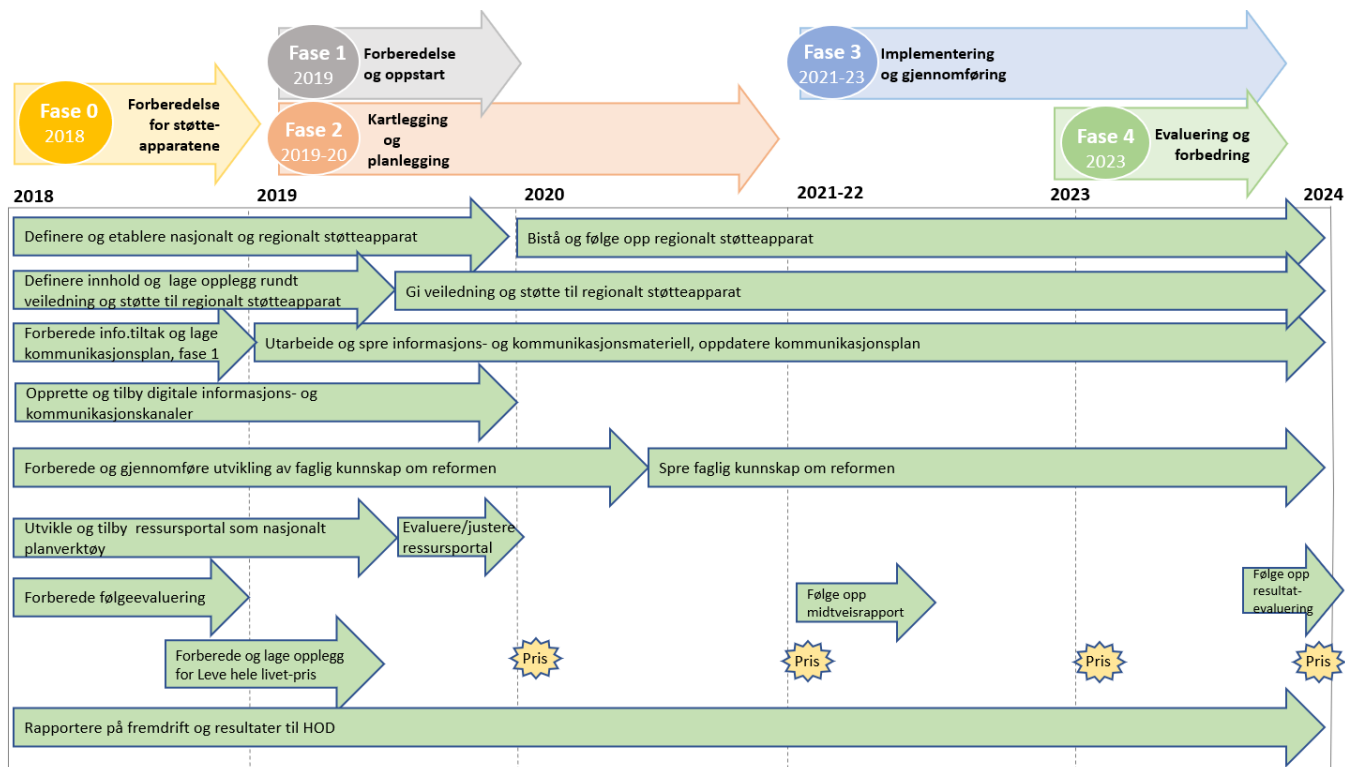 Fase 0
2018
Forberedelse
for støtte-
apparatene
Fase 1
2019
Forberedelse
og oppstart
Fase 2
2019-20
Kartlegging
og
planlegging
Fase 3
2021-23
Implementering
og gjennomføring
Fase 4
2023
Evaluering og
forbedring
2018
2019
2020
2021-22
2023
2024
Definere og etablere nasjonalt og regionalt støtteapparat
Bistå og følge opp regionalt støtteapparat
Definere innhold og lage opplegg rundt
veiledning og støtte til regionalt støtteapparat
Gi veiledning og støtte til regionalt støtteapparat
Forberede info.tiltak og lage
kommunikasjonsplan, fase 1
Utarbeide og spre informasjons- og kommunikasjonsmateriell, oppdatere kommunikasjonsplan
Opprette og tilby digitale informasjons- og
kommunikasjonskanaler
Forberede og gjennomføre utvikling av faglig kunnskap om reformen
Spre faglig kunnskap om reformen
Utvikle og tilby ressursportal som nasjonalt
planverktøy
Evaluere/justere
ressursportal
Forberede følgeevaluering
Følge opp
midtveisrapport
Følge opp
resultat-
evaluering
Forberede og lage opplegg
for Leve hele livet-pris
Pris
Pris
Pris
Pris
Rapportere på fremdrift og resultater til HOD